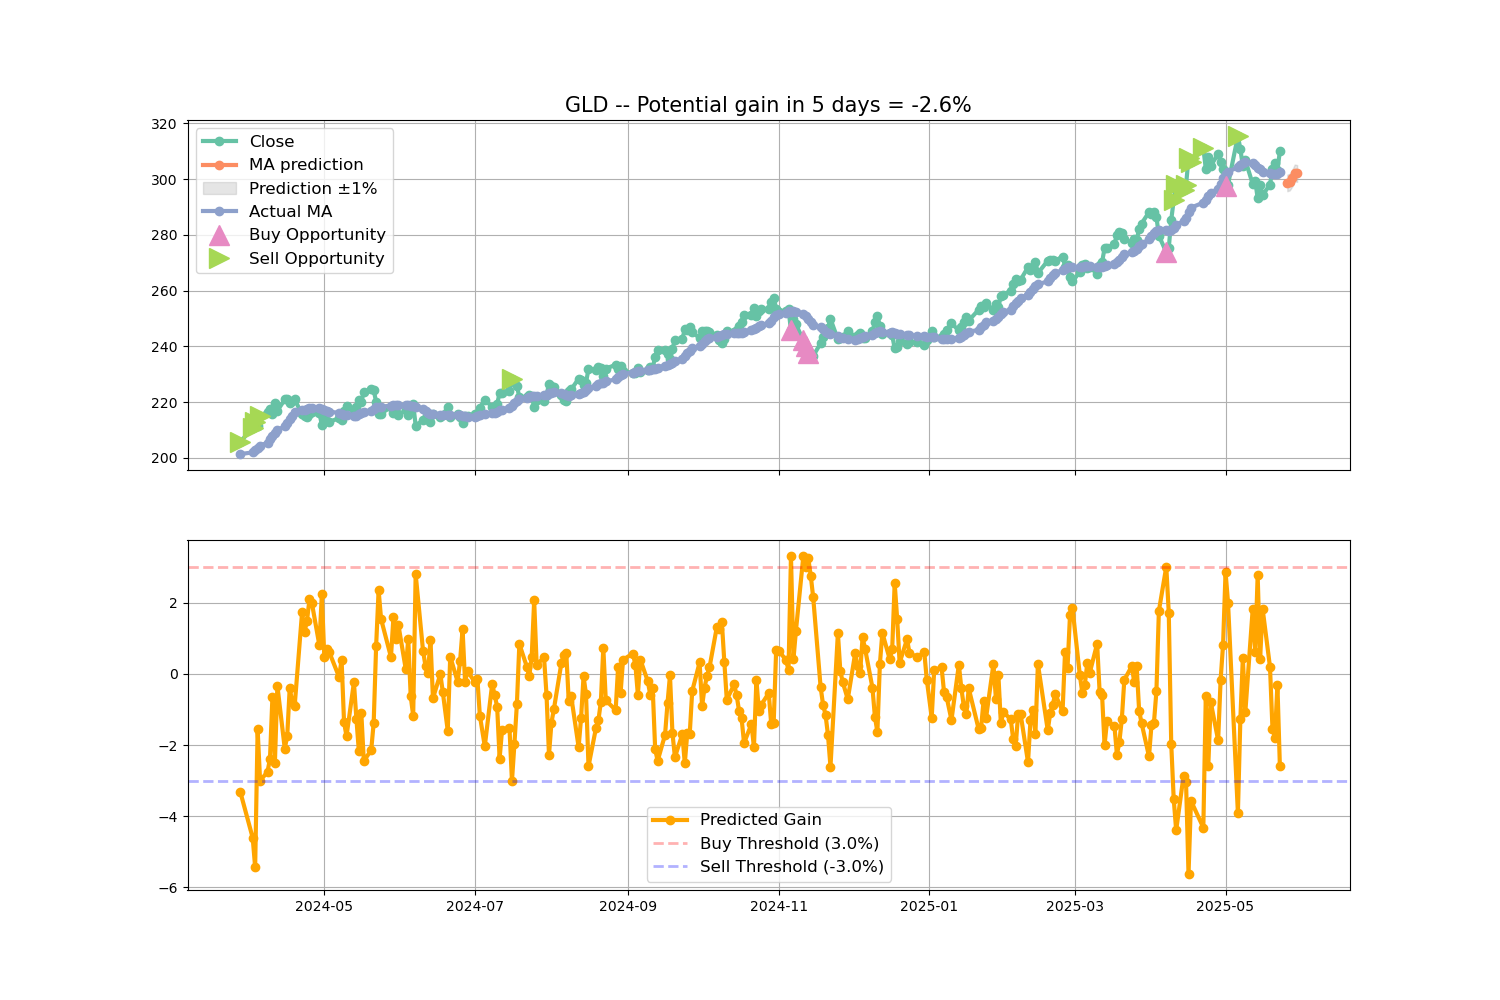 GLD -- Potential gain in 5 days = -2.6%
320
300
280
260
240
220
200
Close
MA prediction
Prediction ±1%
Actual MA
Buy Opportunity
Sell Opportunity
2
0
−2
−4
−6
Predicted Gain
Buy Threshold (3.0%)
Sell Threshold (-3.0%)
2024-05
2024-07
2024-09
2024-11
2025-01
2025-03
2025-05